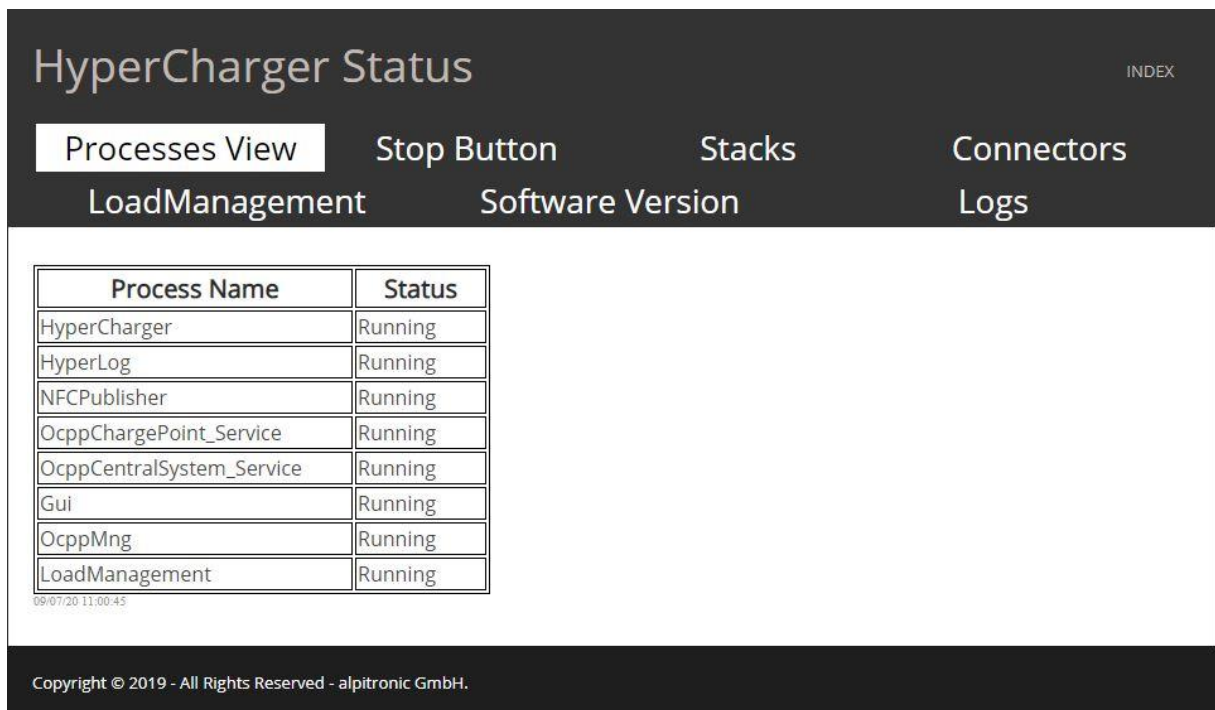 HyperCharger Status
INDEX
Processes View Stop Button Stacks Connectors
LoadManagement Software Version Logs
Process Name Status
HyperCharger Running
HyperLog Running
NFCPublisher Running
OcppChargePoint_Service Running
OcppCentralSystem_Service Running
Gui Running
OcppMng Running
LoadManagement Running
09/07/20 11:00:45
Copyright © 2019 - All Rights Reserved - alpitronic GmbH.